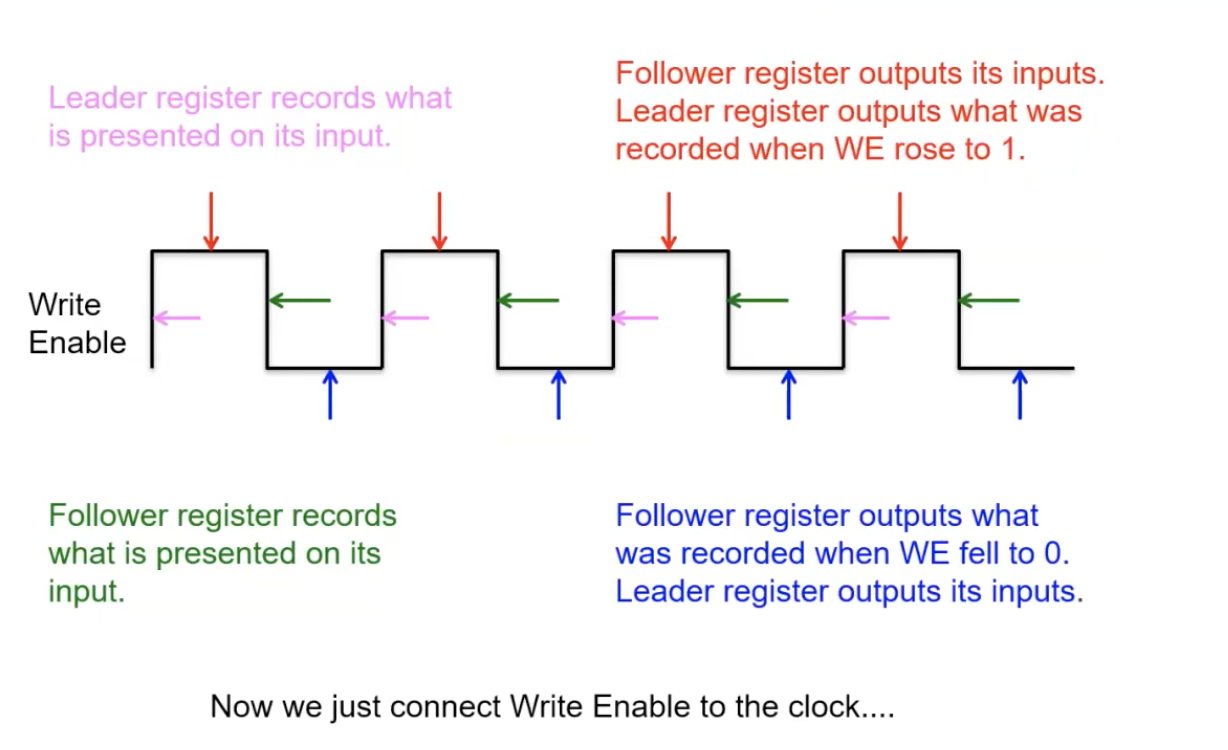 Leader register records what
is presented on its input.
Follower register outputs its inputs.
Leader register outputs what was
recorded when WE rose to 1.
Write
Enable
Follower register records
what is presented on its
input.
Follower register outputs what
was recorded when WE fell to 0.
Leader register outputs its inputs.
Now we just connect Write Enable to the clock....